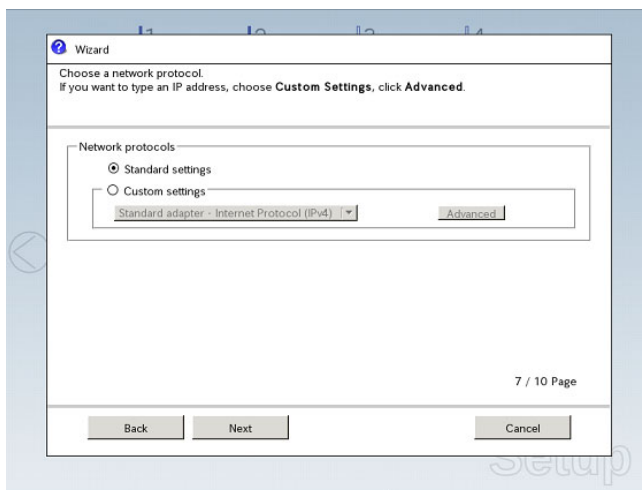 Wizard
Choose a network protocol.
If you want to type an IP address, choose Custom Settings, click Advanced.
Network protocols
Standard settings
Custom settings
Standard adapter - Internet Protocol (IPv4)
Advanced
7 / 10 Page
Back
Next
Cancel
Setup